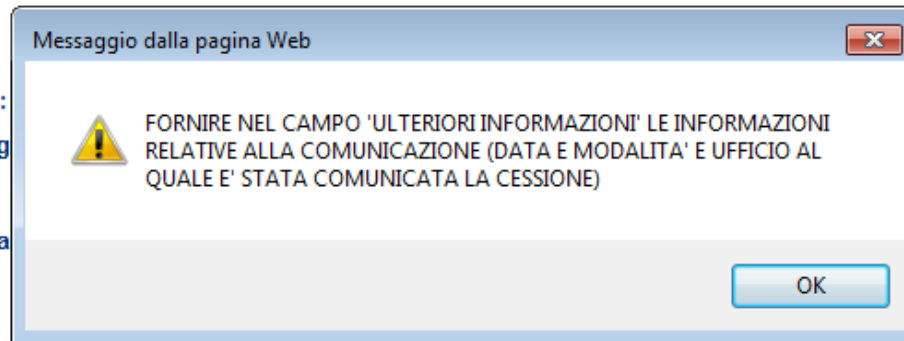 Messaggio dalla pagina Web
:
FORNIRE NEL CAMPO 'ULTERIORI INFORMAZIONI' LE INFORMAZIONI
g
RELATIVE ALLA COMUNICAZIONE (DATA E MODALITA' E UFFICIO AL
QUALE E' STATA COMUNICATA LA CESSIONE)
a
OK